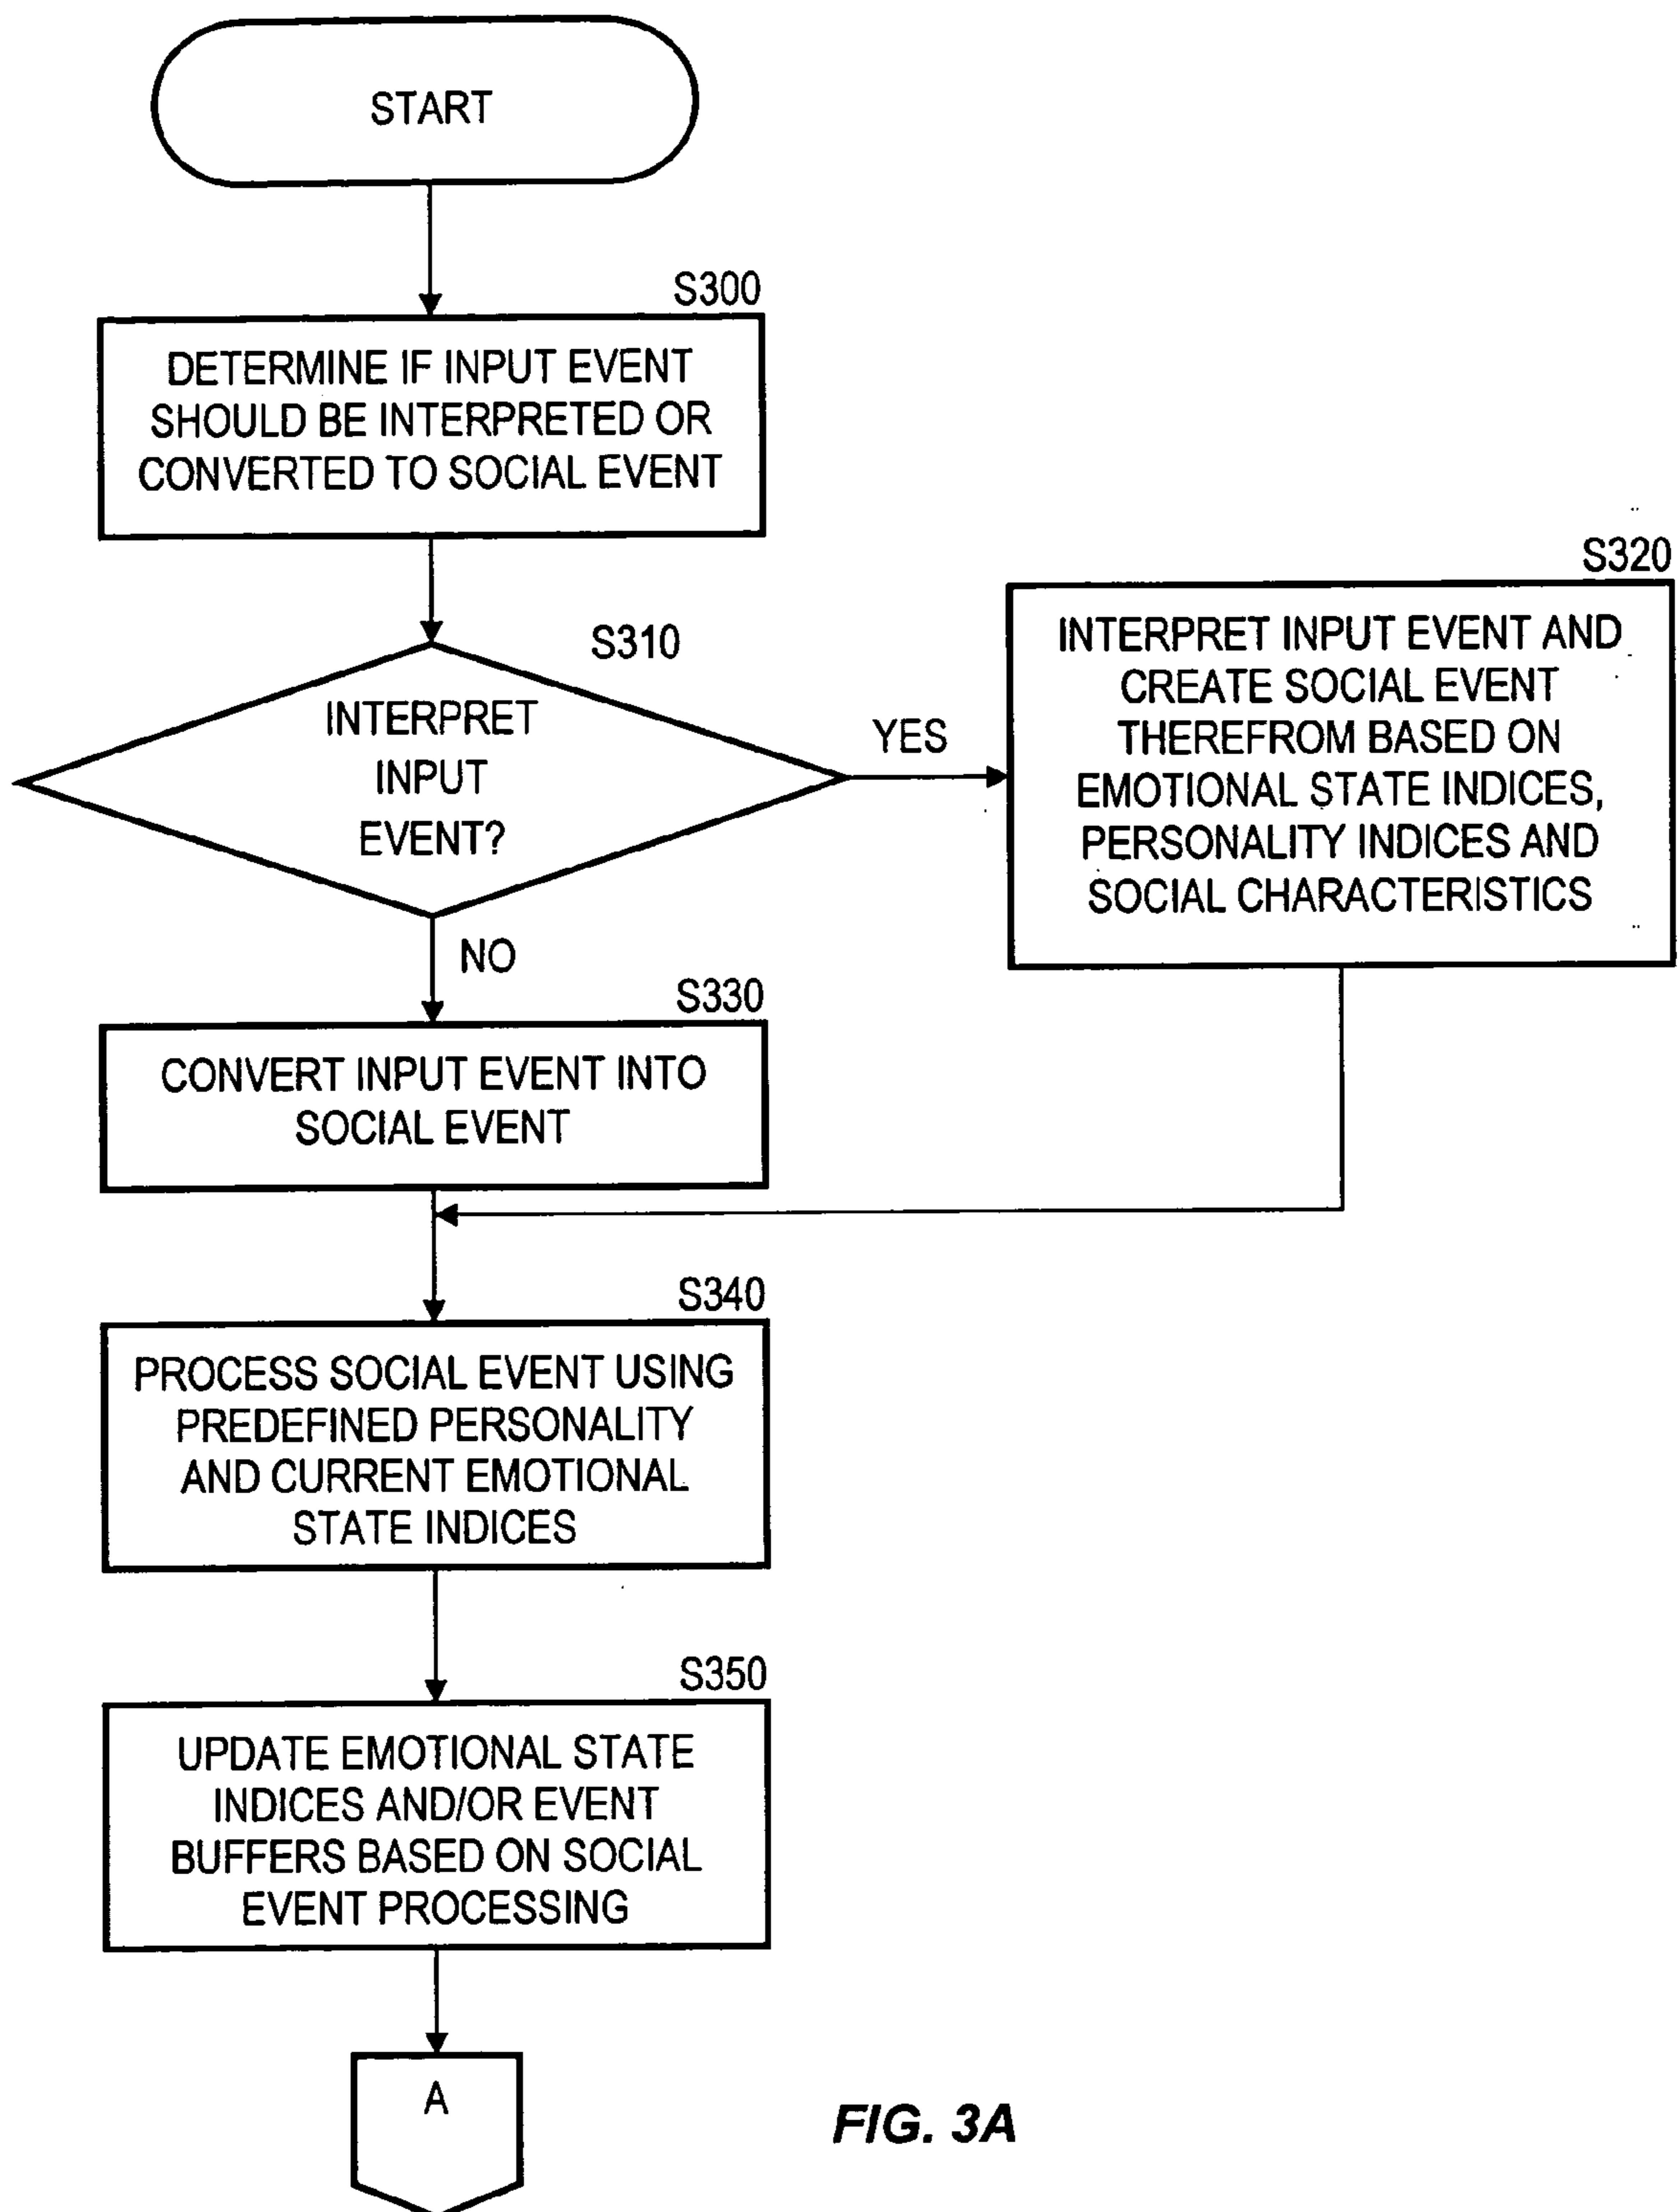 START
S300
DETERMINE IF INPUT EVENT
SHOULD BE INTERPRETED OR
CONVERTED TO SOCIAL EVENT
S310
INTERPRET
INPUT
EVENT?
YES
S320
INTERPRET INPUT EVENT AND
CREATE SOCIAL EVENT
THEREFROM BASED ON
EMOTIONAL STATE INDICES,
PERSONALITY INDICES AND
SOCIAL CHARACTERISTICS
NO
S330
CONVERT INPUT EVENT INTO
SOCIAL EVENT
S340
PROCESS SOCIAL EVENT USING
PREDEFINED PERSONALITY
AND CURRENT EMOTIONAL
STATE INDICES
S350
UPDATE EMOTIONAL STATE
INDICES AND/OR EVENT
BUFFERS BASED ON SOCIAL
EVENT PROCESSING
A
FIG. 3A